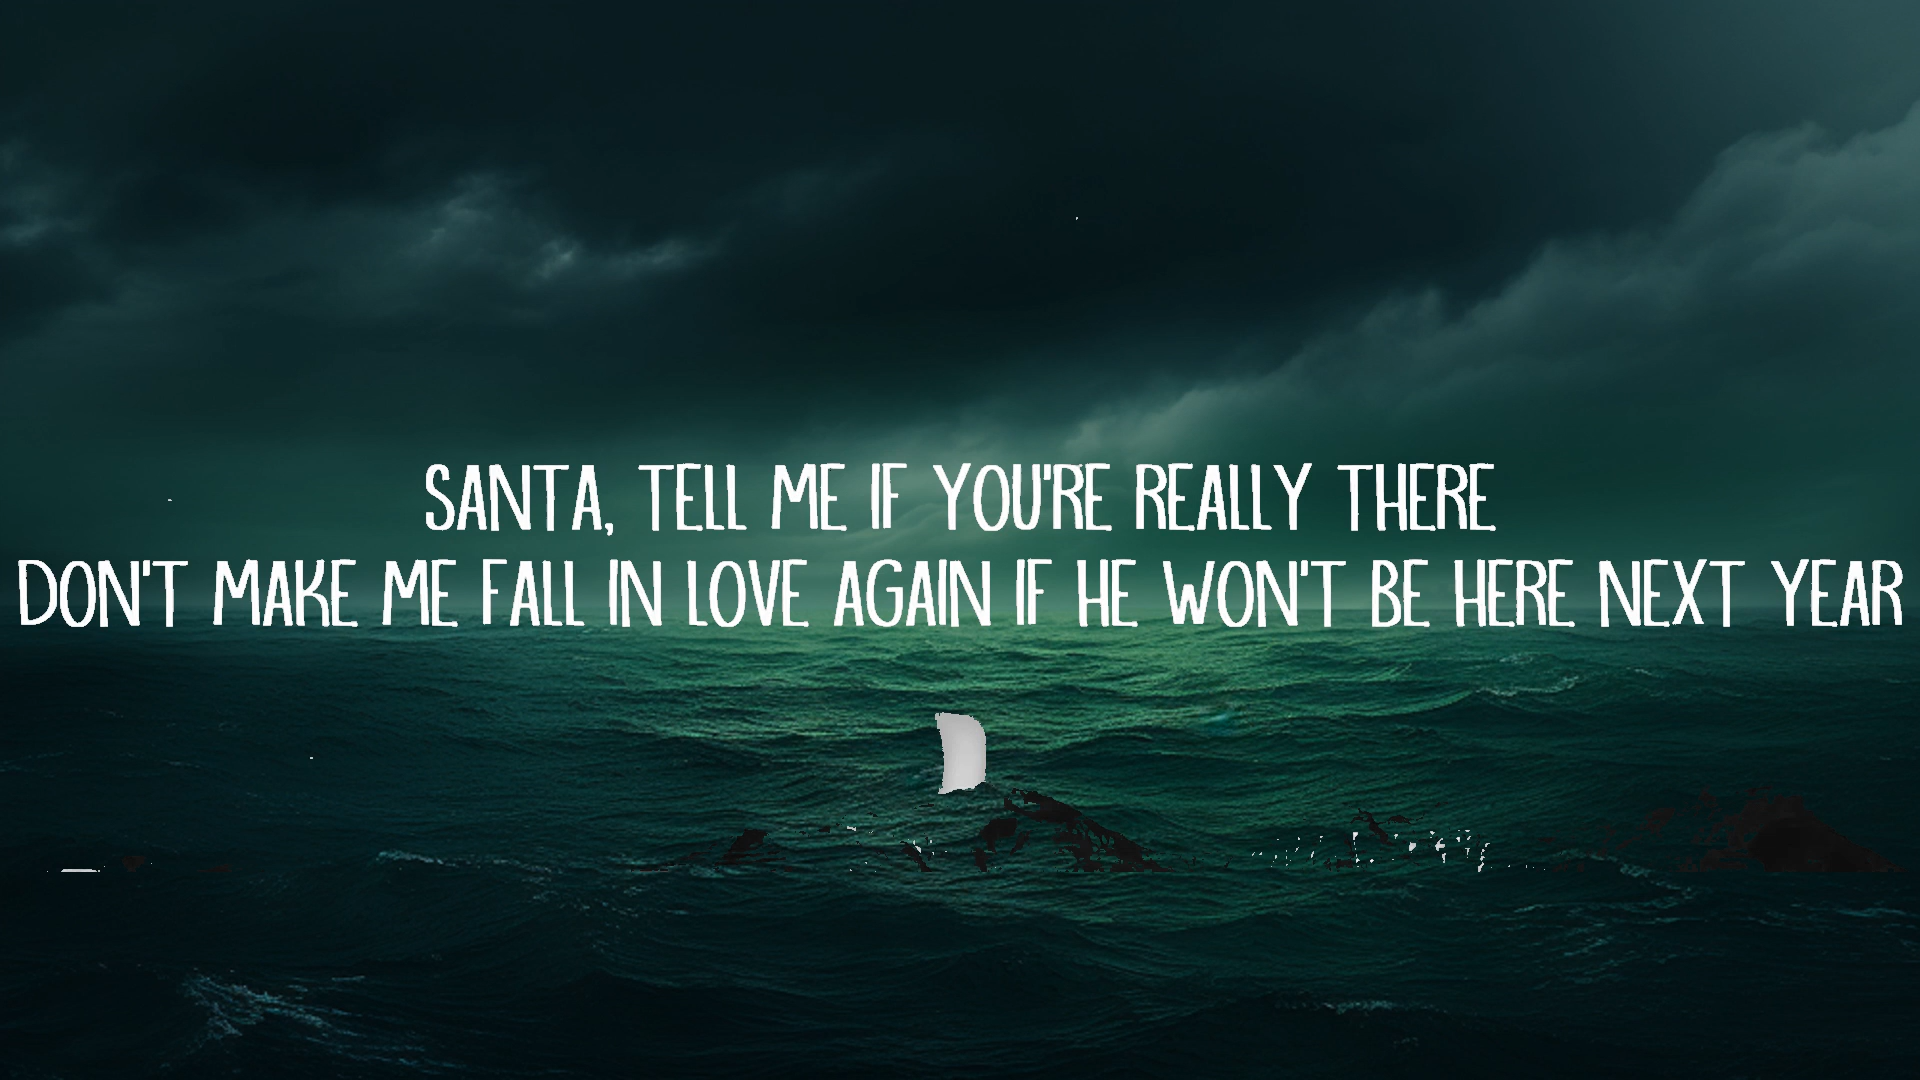 SANTA, TELL ME IF YOU'RE REALLY THERE
DON'T MAKE ME FALL IN LOVE AGAIN IF HE WON'T BE HERE NEXT YEAR